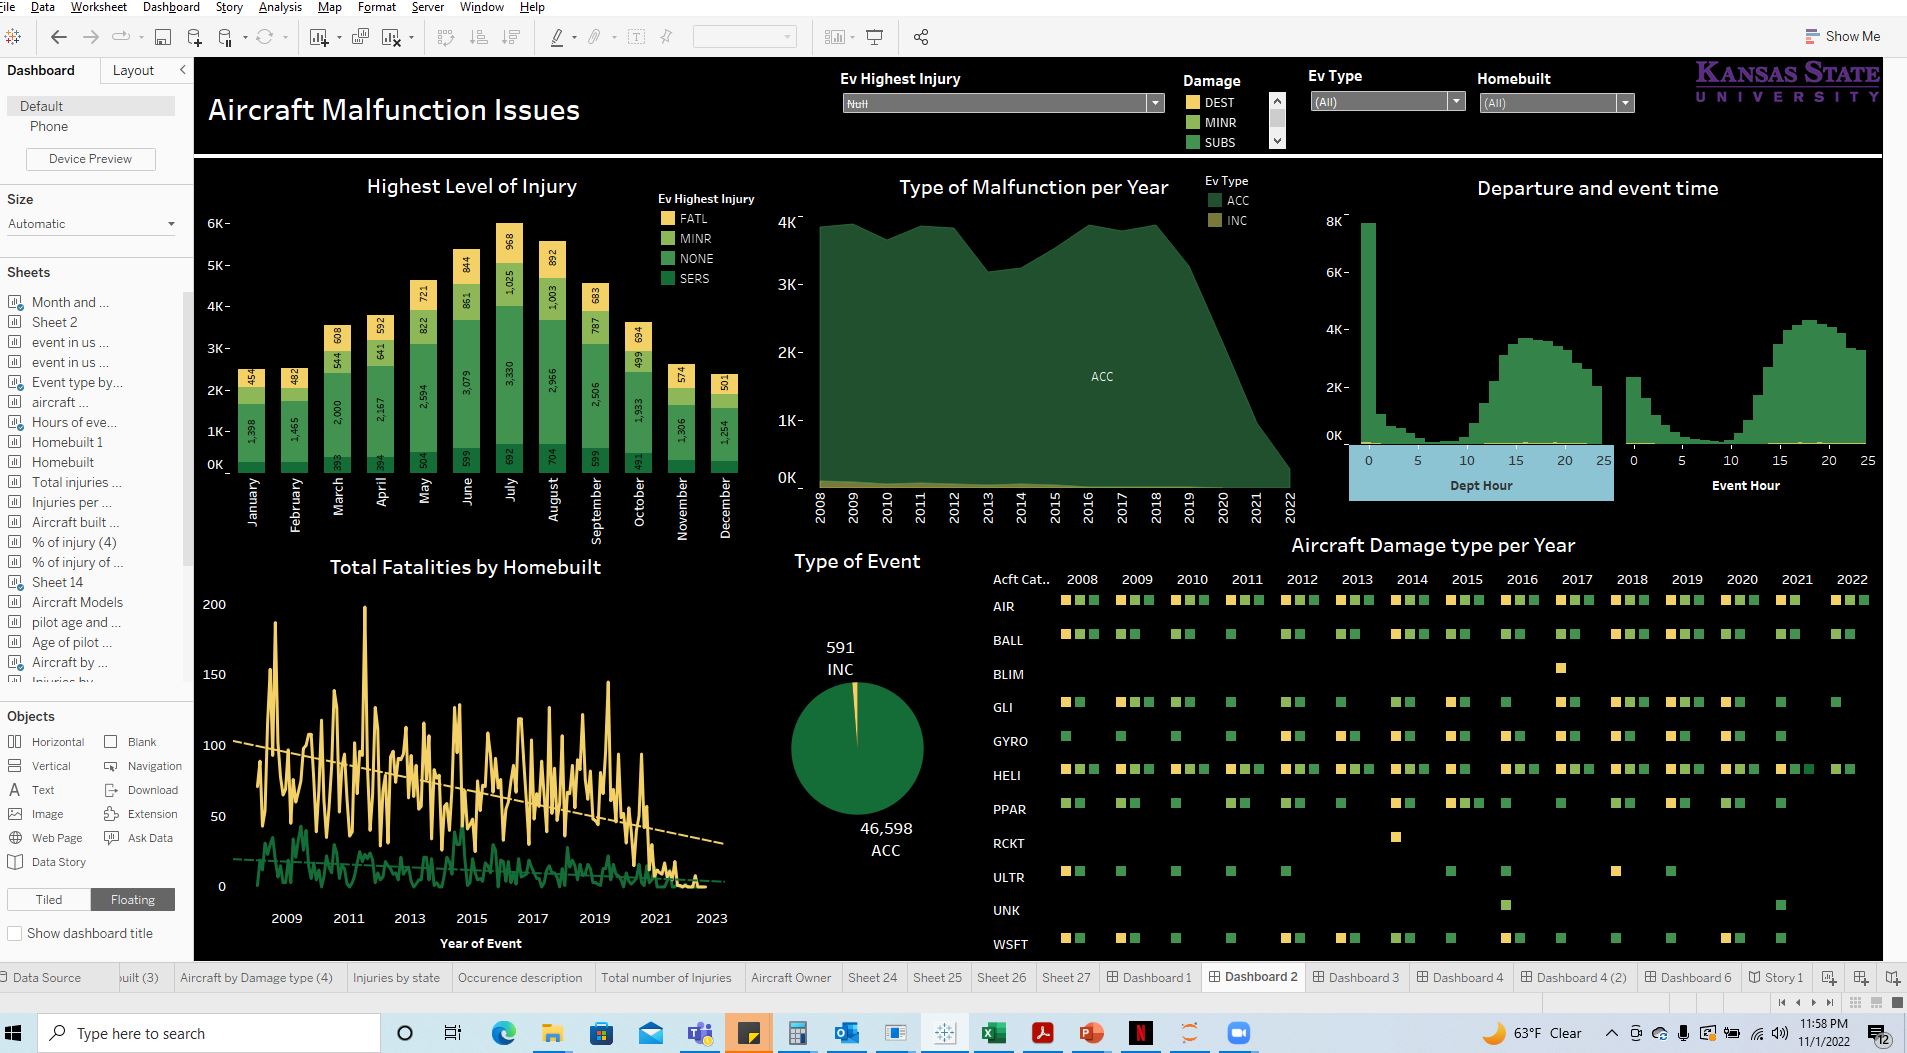 File Data Worksheet Dashboard Story Analysis Map Format Server Window Help
Show Me
Dashboard Layout
Default
Phone
Device Preview
Size
Automatic
Sheets
Month and ...
Sheet 2
event in us ...
event in us ...
Event type by...
aircraft ...
Hours of eve...
Homebuilt 1
Homebuilt
Total injuries ...
Injuries per ...
Aircraft built ...
% of injury (4)
% of injury of ...
Sheet 14
Aircraft Models
pilot age and ...
Age of pilot ...
Aircraft by ...
Objects
Horizontal Blank
Vertical Navigation
Text Download
Image Extension
Web Page Ask Data
Data Story
Tiled Floating
Show dashboard title
Aircraft Malfunction Issues
Ev Highest Injury
Null
Damage
DEST
MINR
SUBS
Ev Type
(All)
Homebuilt
(All)
KANSAS STATE
UNIVERSITY
Highest Level of Injury
Ev Highest Injury
FATL
MINR
NONE
SERS
6K
5K
4K
3K
2K
1K
0K
454 482 608 592 721 844 968 892 683 694 574 501
544 641 822 861 1,025 1,003 787 499
1,398 1,465 2,000 2,167 2,594 3,079 3,330 2,966 2,506 1,933 1,306 1,254
393 394 504 599 692 704 599 491
January February March April May June July August September October November December
Type of Malfunction per Year
Ev Type
ACC
INC
4K
3K
2K
1K
0K
ACC
2008 2009 2010 2011 2012 2013 2014 2015 2016 2017 2018 2019 2020 2021 2022
Departure and event time
8K
6K
4K
2K
0K
0 5 10 15 20 25 0 5 10 15 20 25
Dept Hour Event Hour
Total Fatalities by Homebuilt
200
150
100
50
0
2009 2011 2013 2015 2017 2019 2021 2023
Year of Event
Type of Event
591
INC
46,598
ACC
Aircraft Damage type per Year
Acft Cat.. 2008 2009 2010 2011 2012 2013 2014 2015 2016 2017 2018 2019 2020 2021 2022
AIR
BALL
BLIM
GLI
GYRO
HELI
PPAR
RCKT
ULTR
UNK
WSFT
Data Source uilt (3) Aircraft by Damage type (4) Injuries by state Occurence description Total number of Injuries Aircraft Owner Sheet 24 Sheet 25 Sheet 26 Sheet 27 Dashboard 1 Dashboard 2 Dashboard 3 Dashboard 4 Dashboard 4 (2) Dashboard 6 Story 1
Type here to search
63°F Clear
11:58 PM
11/1/2022
12